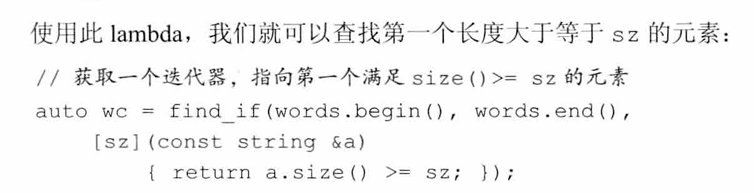 使用此 lambda，我们就可以查找第一个长度大于等于 sz 的元素：
// 获取一个迭代器，指向第一个满足 size()>= sz 的元素
auto wc = find_if(words.begin(), words.end(),
[sz](const string &a)
{ return a.size() >= sz; });